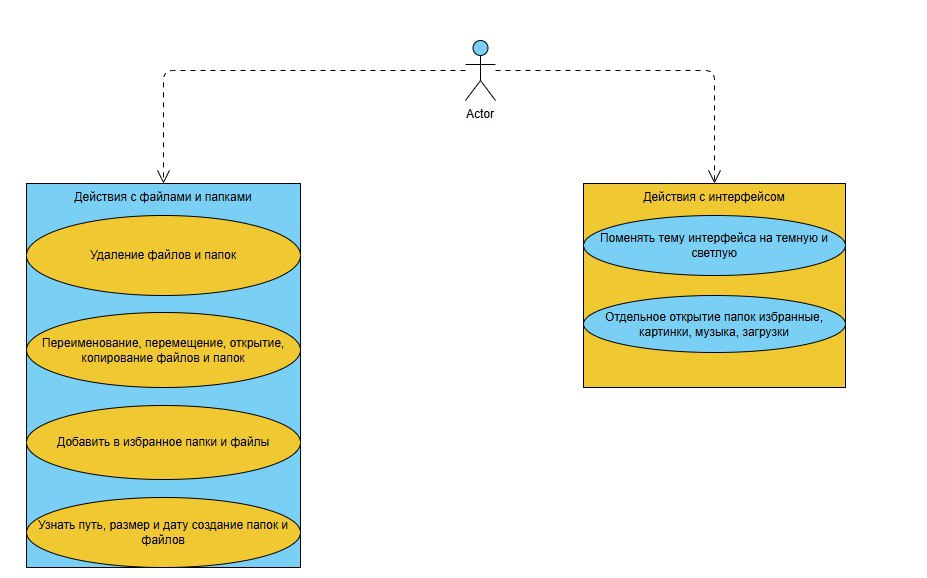 Actor
Действия с файлами и папками
Удаление файлов и папок
Переименование, перемещение, открытие,
копирование файлов и папок
Добавить в избранное папки и файлы
Узнать путь, размер и дату создание папок и
файлов
Действия с интерфейсом
Поменять тему интерфейса на темную и
светлую
Отдельное открытие папок избранные,
картинки, музыка, загрузки